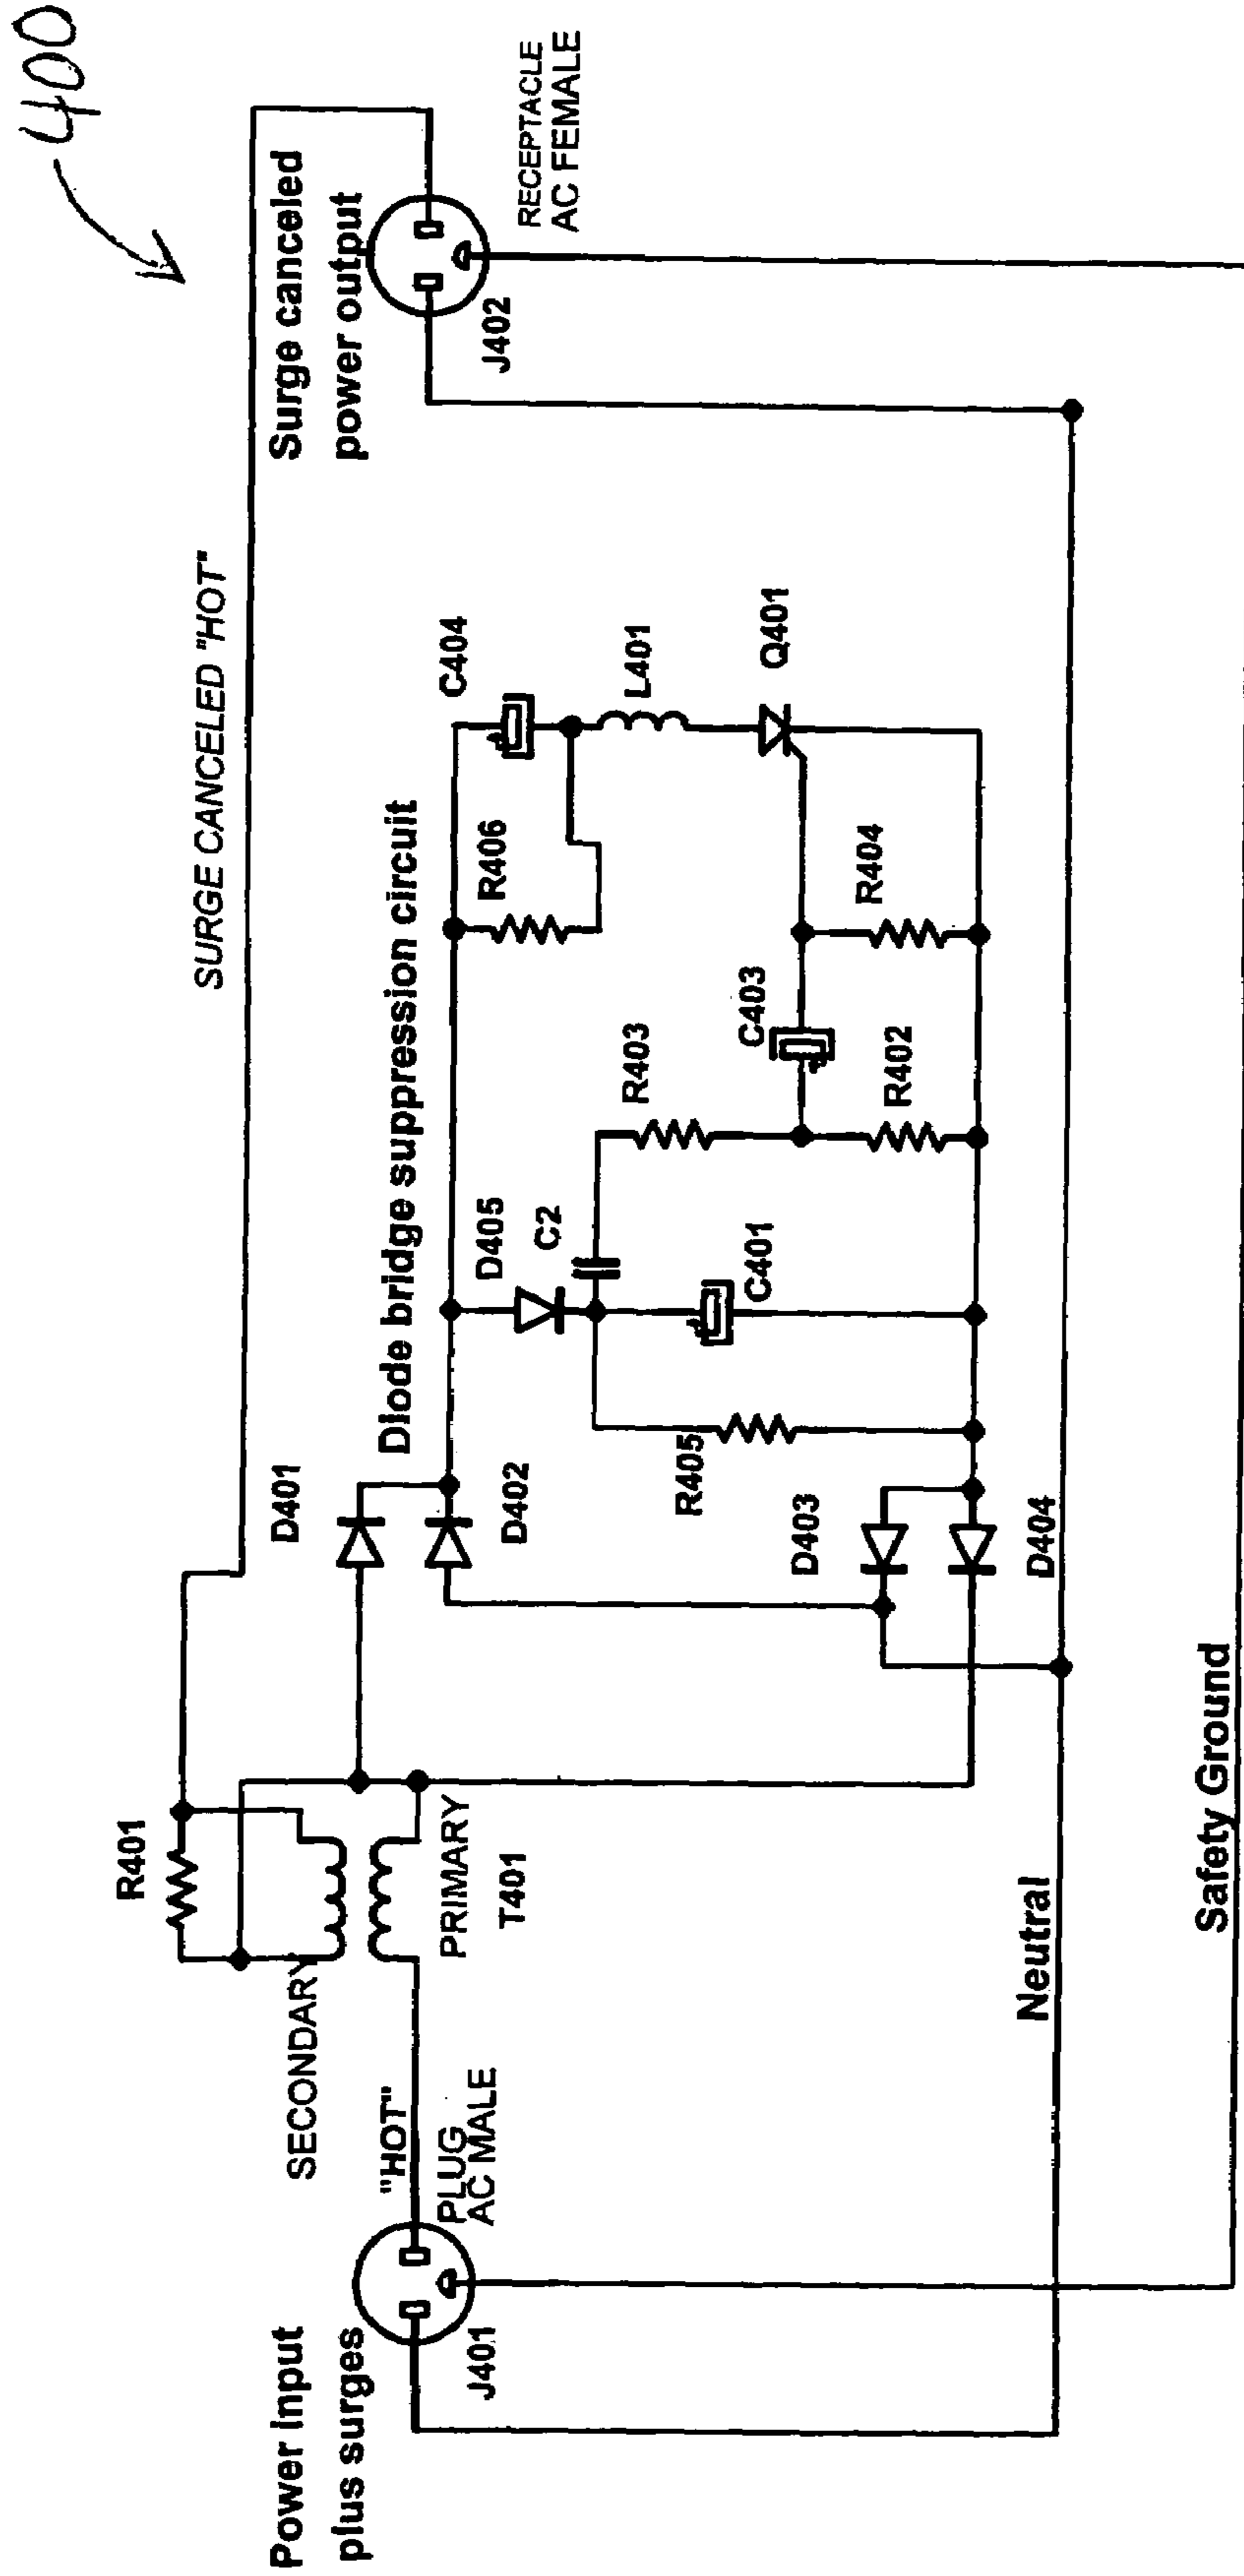 400
SURGE CANCELED "HOT"
Surge canceled
power output
RECEPTACLE
AC FEMALE
J402
Diode bridge suppression circuit
C404
L401
Q401
R406
R404
C403
R403
R402
D405
C2
C401
R405
D401
D402
D403
D404
R401
SECONDARY
PRIMARY
T401
"HOT"
PLUG
AC MALE
J401
Power Input
plus surges
Neutral
Safety Ground